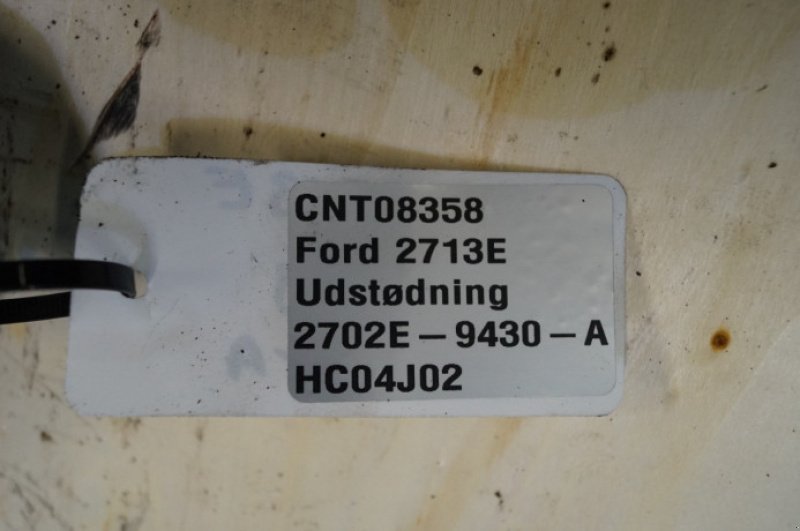 CNT08358
Ford 2713E
Udstødning
2702E-9430-A
HC04J02